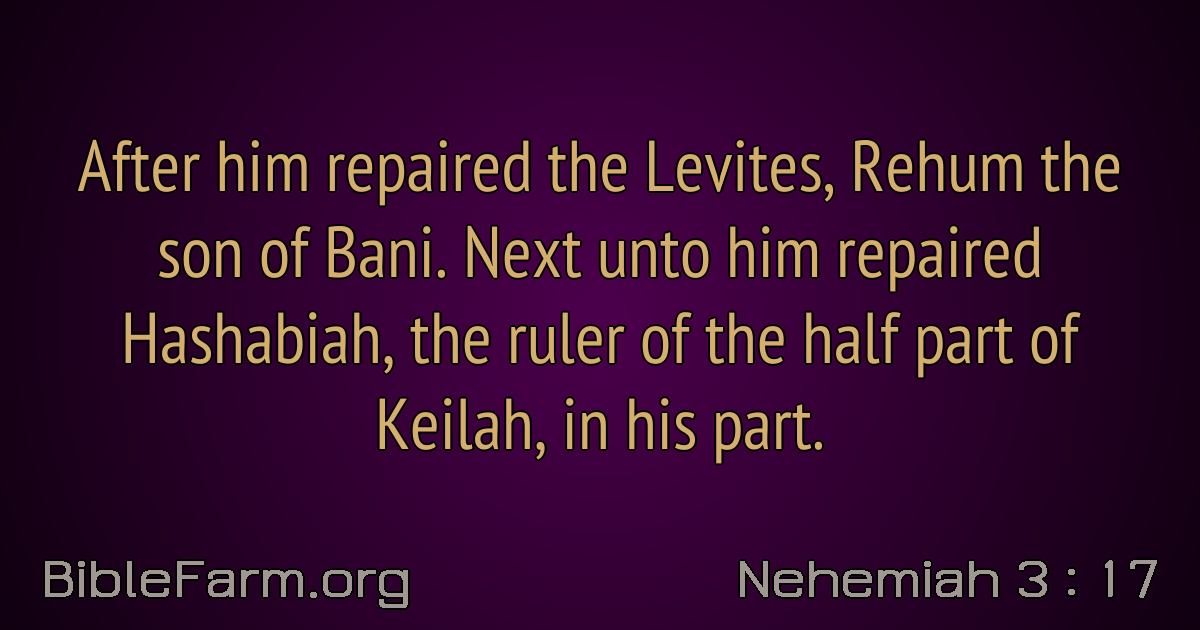 After him repaired the Levites, Rehum the
son of Bani. Next unto him repaired
Hashabiah, the ruler of the half part of
Keilah, in his part.
BibleFarm.org
Nehemiah 3 : 17